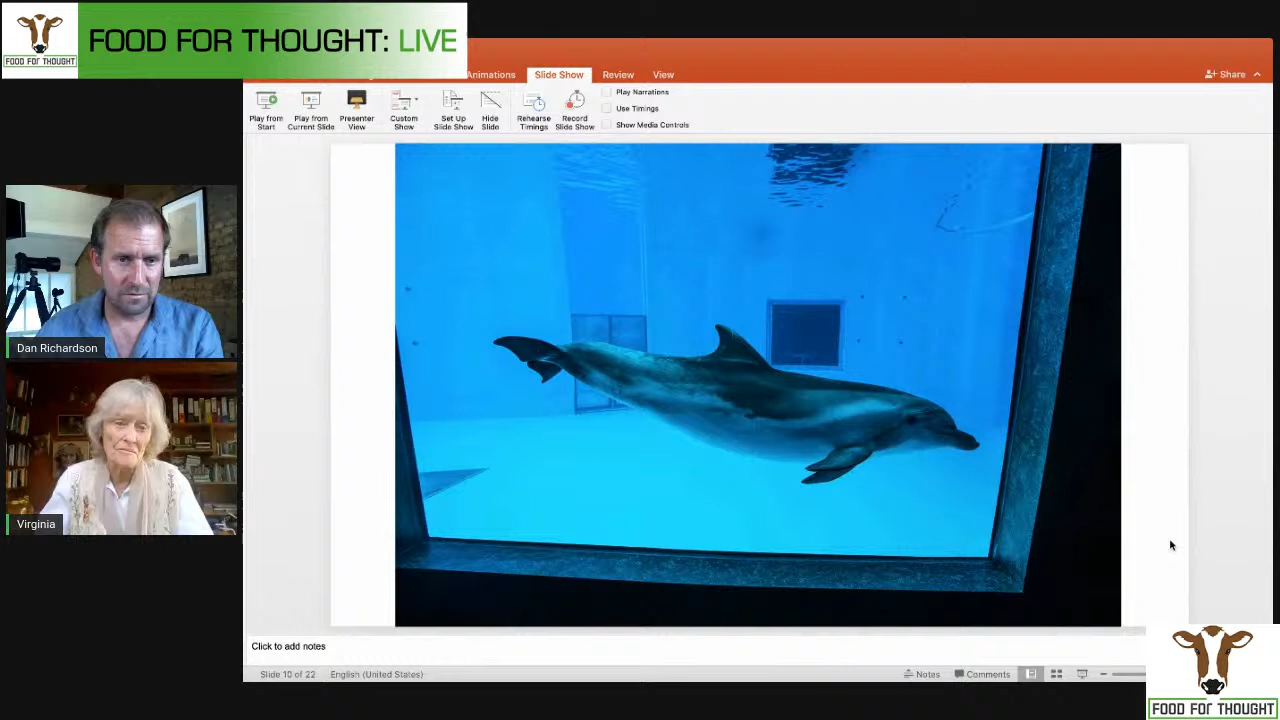 FOOD FOR THOUGHT: LIVE
FOOD FOR THOUGHT
Animations
Slide Show
Review
View
Share
Play from
Start
Play from
Current Slide
Presenter
View
Custom
Show
Set Up
Slide Show
Hide
Slide
Rehearse
Timings
Record
Slide Show
Play Narrations
Use Timings
Show Media Controls
Dan Richardson
Virginia
Click to add notes
Slide 10 of 22
English (United States)
Notes
Comments
FOOD FOR THOUGHT